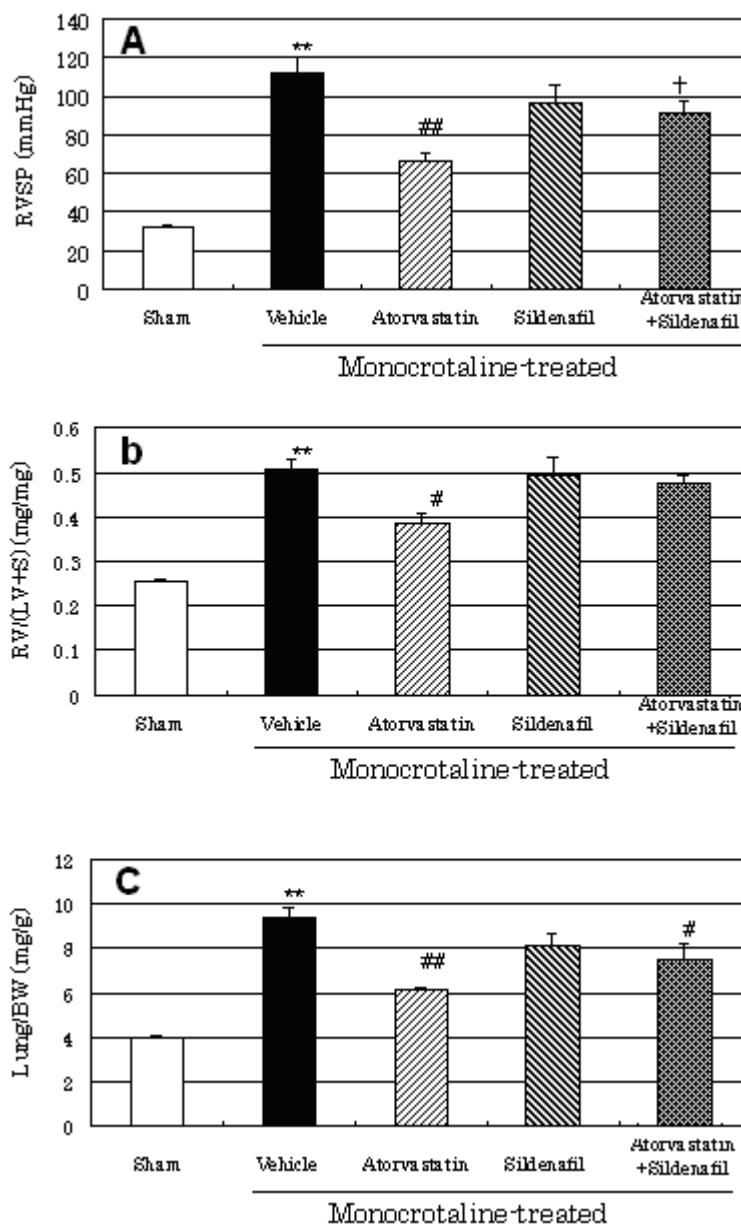 A
RVSP (mmHg)
140
120
100
80
60
40
20
0
**
##
†
Sham
Vehicle
Atorvastatin
Sildenafil
Atorvastatin
+Sildenafil
Monocrotaline-treated
b
RV/(LV+S) (mg/mg)
0.6
0.5
0.4
0.3
0.2
0.1
0
**
#
Sham
Vehicle
Atorvastatin
Sildenafil
Atorvastatin
+Sildenafil
Monocrotaline-treated
C
Lung/BW (mg/g)
12
10
8
6
4
2
0
**
##
#
Sham
Vehicle
Atorvastatin
Sildenafil
Atorvastatin
+Sildenafil
Monocrotaline-treated